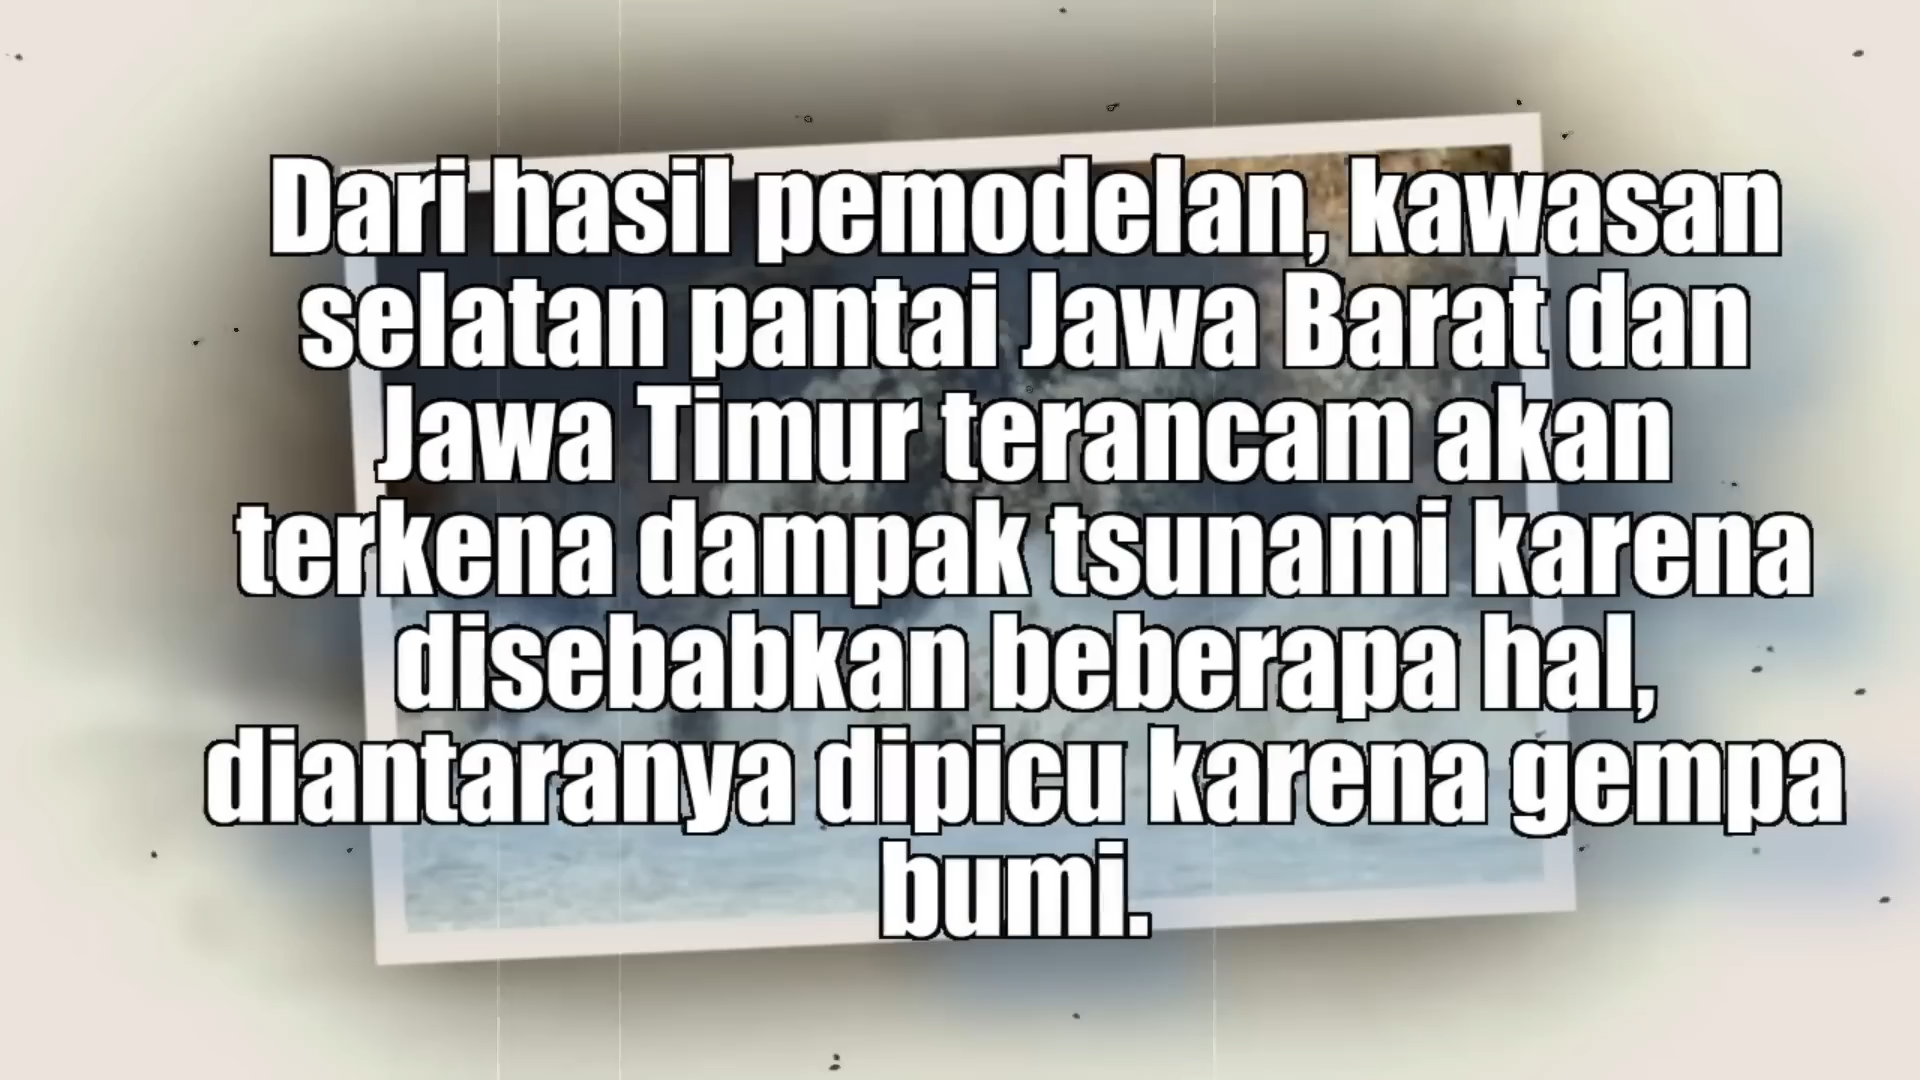 Dari hasil pemodelan, kawasan
selatan pantai Jawa Barat dan
Jawa Timur terancam akan
terkena dampak tsunami karena
disebabkan beberapa hal,
diantaranya dipicu karena gempa
bumi.